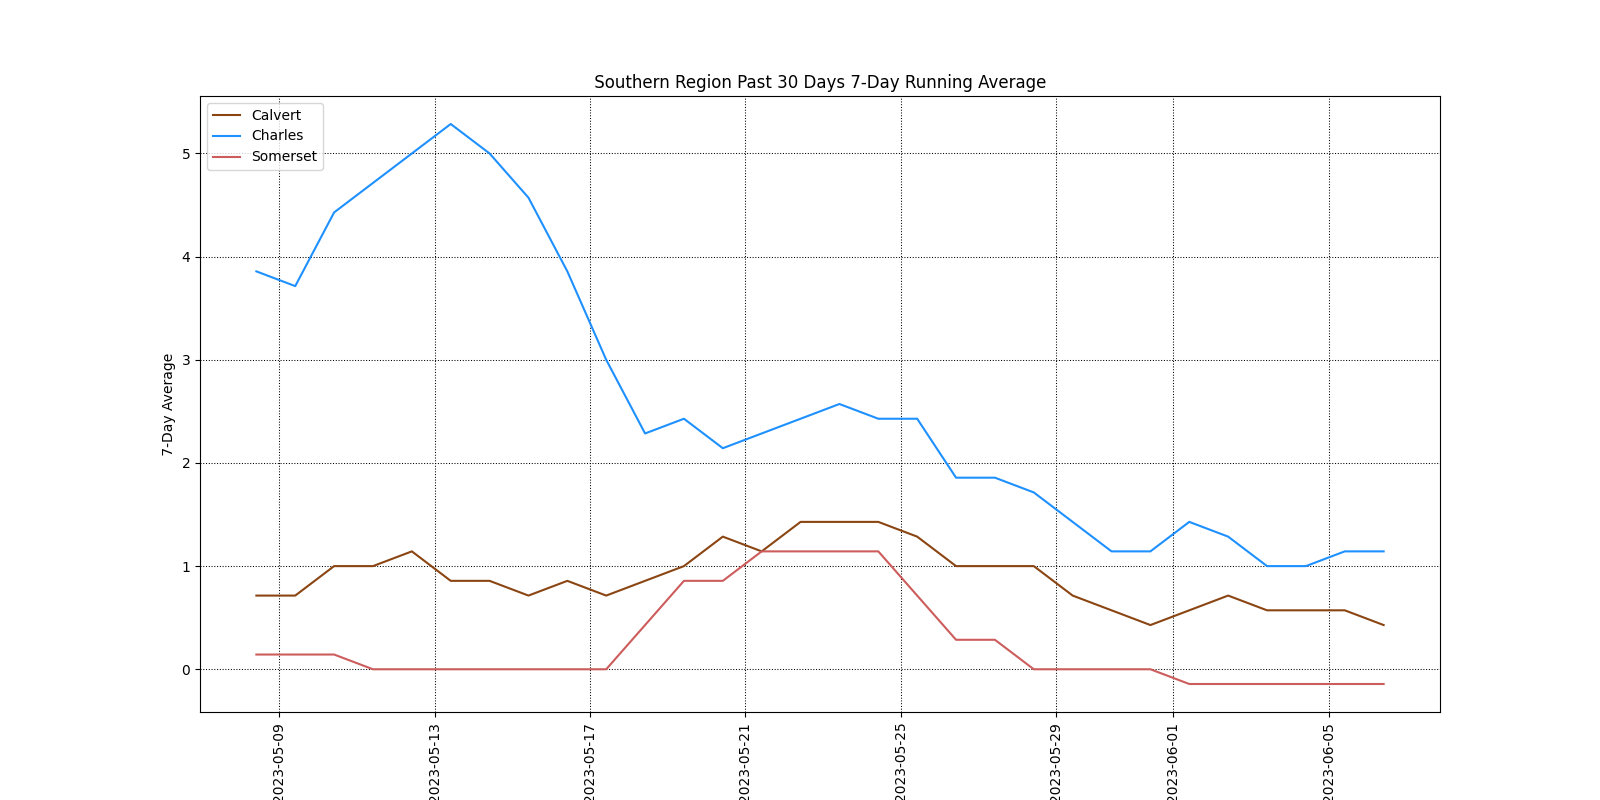 Southern Region Past 30 Days 7-Day Running Average
Calvert
Charles
Somerset
7-Day Average
5
4
3
2
1
0
2023-05-09
2023-05-13
2023-05-17
2023-05-21
2023-05-25
2023-05-29
2023-06-01
2023-06-05